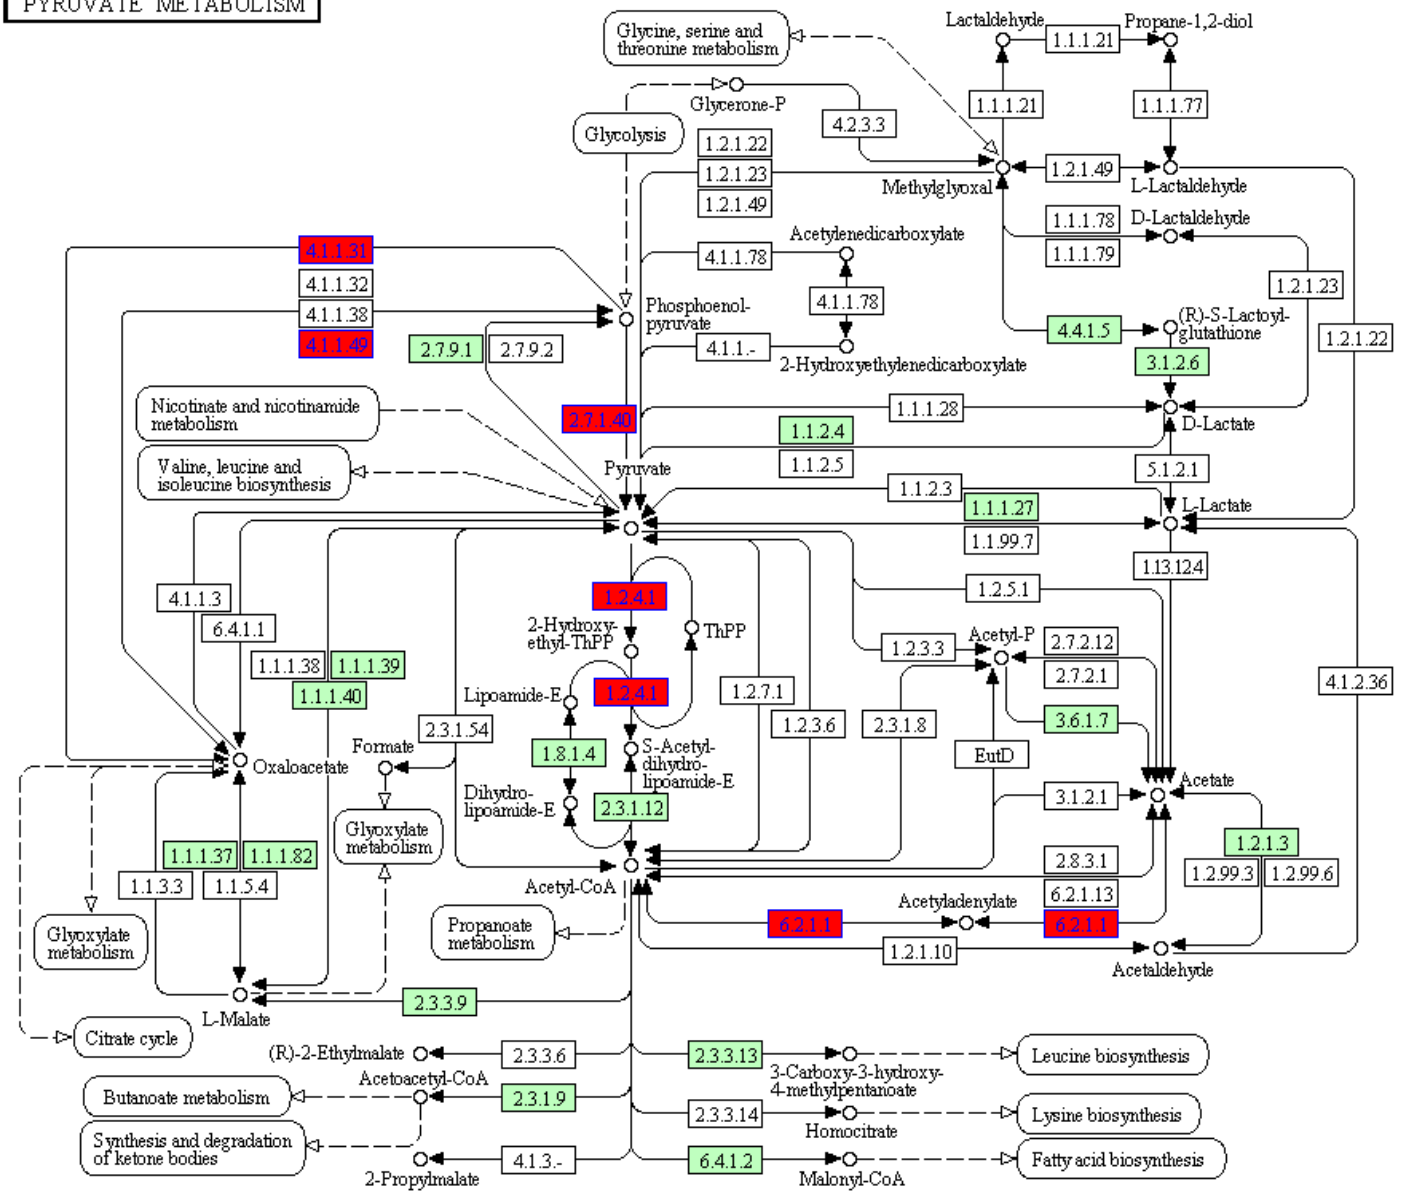 PYRUVATE METABOLISM
Glycine, serine and
threonine metabolism
Lactaldehyde
Propane-1,2-diol
1.1.1.21
Glycerone-P
1.1.1.21
1.1.1.77
Glycolysis
4.2.3.3
1.2.1.22
1.2.1.23
1.2.1.49
Methylglyoxal
1.2.1.49
L-Lactaldehyde
1.1.1.78
D-Lactaldehyde
1.1.1.79
Acetylenedicarboxylate
4.1.1.31
4.1.1.78
4.1.1.32
1.2.1.23
4.1.1.78
4.1.1.38
Phosphoenol-
pyruvate
(R)-S-Lactoyl-
glutathione
4.4.1.5
1.2.1.22
4.1.1.49
2.7.9.1
2.7.9.2
4.1.1.-
2-Hydroxyethylenedicarboxylate
3.1.2.6
Nicotinate and nicotinamide
metabolism
2.7.1.40
1.1.1.28
D-Lactate
1.1.2.4
1.1.2.5
Valine, leucine and
isoleucine biosynthesis
Pyruvate
5.1.2.1
1.1.2.3
1.1.1.27
L-Lactate
1.1.99.7
1.13.12.4
4.1.1.3
1.2.4.1
1.2.5.1
6.4.1.1
2-Hydroxy-
ethyl-ThPP
ThPP
Acetyl-P
2.7.2.12
1.2.3.3
1.1.1.38
1.1.1.39
2.7.2.1
1.1.1.40
Lipoamide-E
1.2.4.1
1.2.7.1
4.1.2.36
2.3.1.54
1.2.3.6
2.3.1.8
3.6.1.7
Formate
1.8.1.4
S-Acetyl-
dihydro-
lipoamide-E
EutD
Oxaloacetate
Acetate
Dihydro-
lipoamide-E
2.3.1.12
3.1.2.1
Glyoxylate
metabolism
1.2.1.3
1.1.1.37
1.1.1.82
2.8.3.1
1.1.3.3
1.1.5.4
Acetyl-CoA
6.2.1.13
1.2.99.3
1.2.99.6
Acetyladenylate
6.2.1.1
6.2.1.1
Glyoxylate
metabolism
Propanoate
metabolism
1.2.1.10
Acetaldehyde
2.3.3.9
L-Malate
Citrate cycle
(R)-2-Ethylmalate
2.3.3.6
2.3.3.13
Leucine biosynthesis
3-Carboxy-3-hydroxy-
4-methylpentanoate
Acetoacetyl-CoA
Butanoate metabolism
2.3.1.9
2.3.3.14
Lysine biosynthesis
Homocitrate
Synthesis and degradation
of ketone bodies
4.1.3.-
6.4.1.2
Fatty acid biosynthesis
2-Propylmalate
Malonyl-CoA